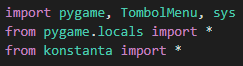 import pygame, TombolMenu, sys
from pygame.locals import *
from konstanta import *